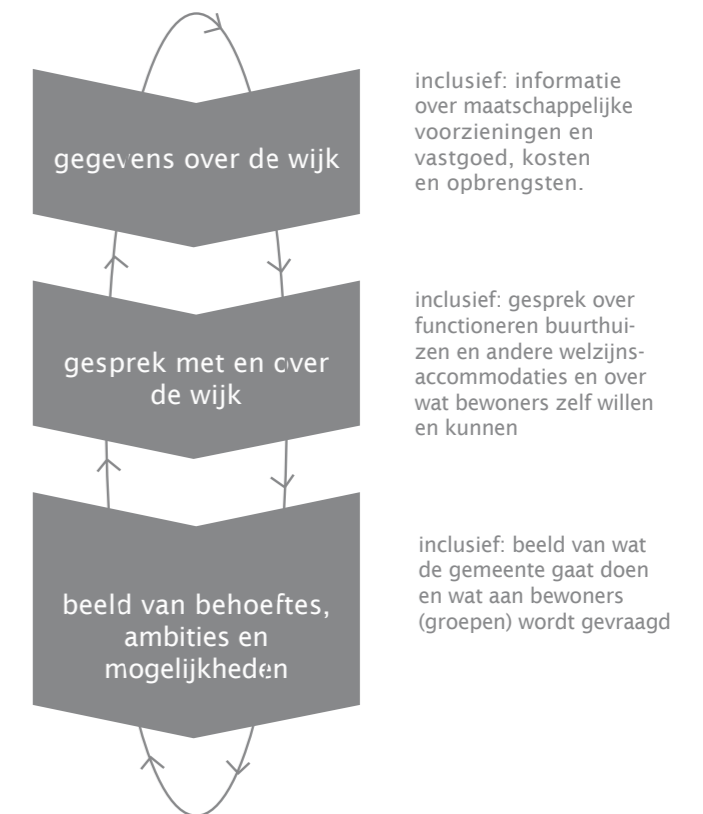 gegevens over de wijk
inclusief: informatie
over maatschappelijke
voorzieningen en
vastgoed, kosten
en opbrengsten.
gesprek met en over
de wijk
inclusief: gesprek over
functioneren buurthui-
zen en andere welzijns-
accommodaties en over
wat bewoners zelf willen
en kunnen
beeld van behoeftes,
ambities en
mogelijkheden
inclusief: beeld van wat
de gemeente gaat doen
en wat aan bewoners
(groepen) wordt gevraagd